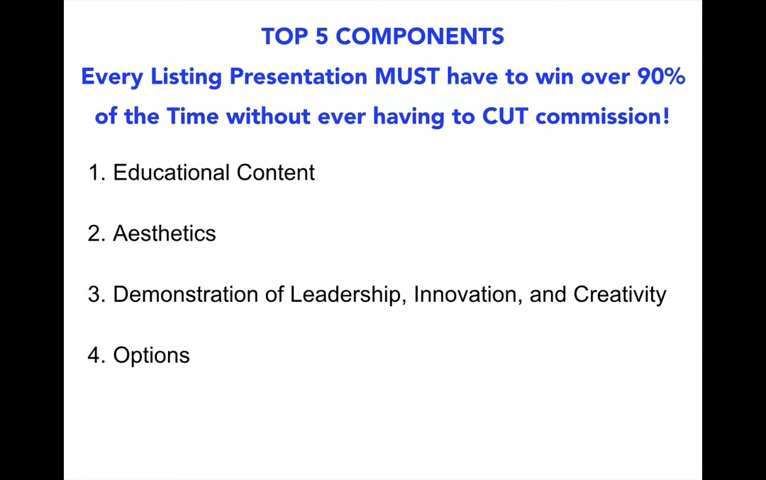 TOP 5 COMPONENTS
Every Listing Presentation MUST have to win over 90%
of the Time without ever having to CUT commission!
1. Educational Content
2. Aesthetics
3. Demonstration of Leadership, Innovation, and Creativity
4. Options